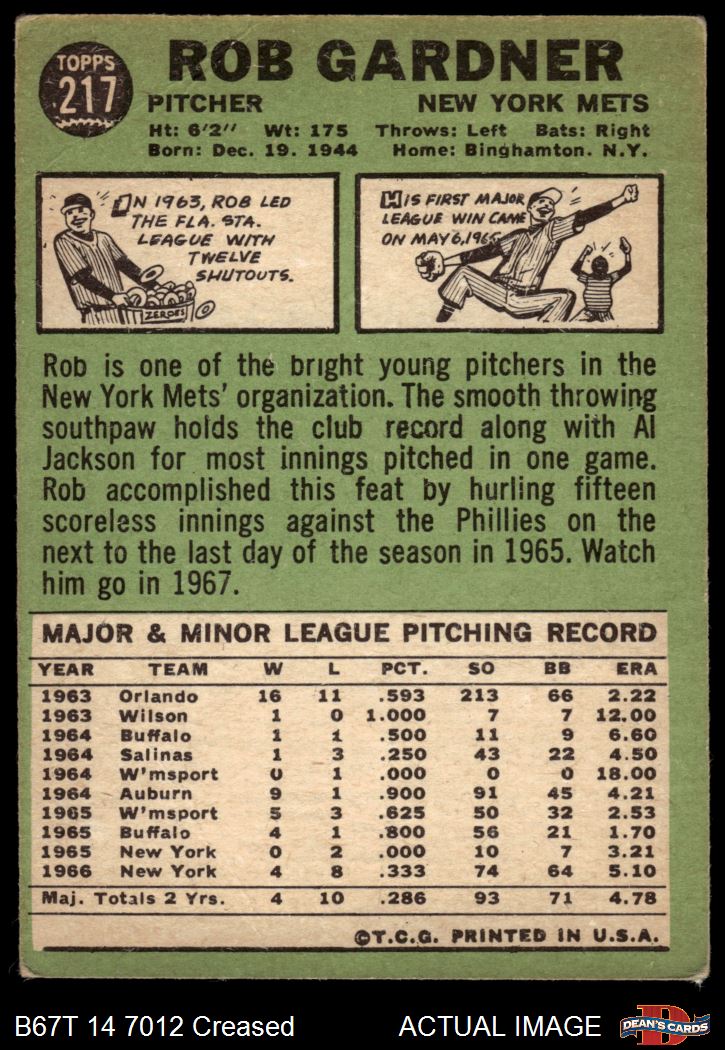 TOPPS
217
ROB GARDNER
PITCHER NEW YORK METS
Ht: 6'2" Wt: 175 Throws: Left Bats: Right
Born: Dec. 19. 1944 Home: Binghamton. N.Y.
IN 1963, ROB LED
THE FLA. STA.
LEAGUE WITH
TWELVE
SHUTOUTS.
ZEROES
HIS FIRST MAJOR
LEAGUE WIN CAME
ON MAY 6, 1966
Rob is one of the bright young pitchers in the
New York Mets' organization. The smooth throwing
southpaw holds the club record along with Al
Jackson for most innings pitched in one game.
Rob accomplished this feat by hurling fifteen
scoreless innings against the Phillies on the
next to the last day of the season in 1965. Watch
him go in 1967.
MAJOR & MINOR LEAGUE PITCHING RECORD
YEAR TEAM W L PCT. SO BB ERA
1963 Orlando 16 11 .593 213 66 2.22
1963 Wilson 1 0 1.000 7 7 12.00
1964 Buffalo 1 1 .500 11 9 6.60
1964 Salinas 1 3 .250 43 22 4.50
1964 W'msport 0 1 .000 0 0 18.00
1964 Auburn 9 1 .900 91 45 4.21
1965 W'msport 5 3 .625 50 32 2.53
1965 Buffalo 4 1 .800 56 21 1.70
1965 New York 0 2 .000 10 7 3.21
1966 New York 4 8 .333 74 64 5.10
Maj. Totals 2 Yrs. 4 10 .286 93 71 4.78
©T.C.G. PRINTED IN U.S.A.
B67T 14 7012 Creased ACTUAL IMAGE
D
DEAN'S CARDS